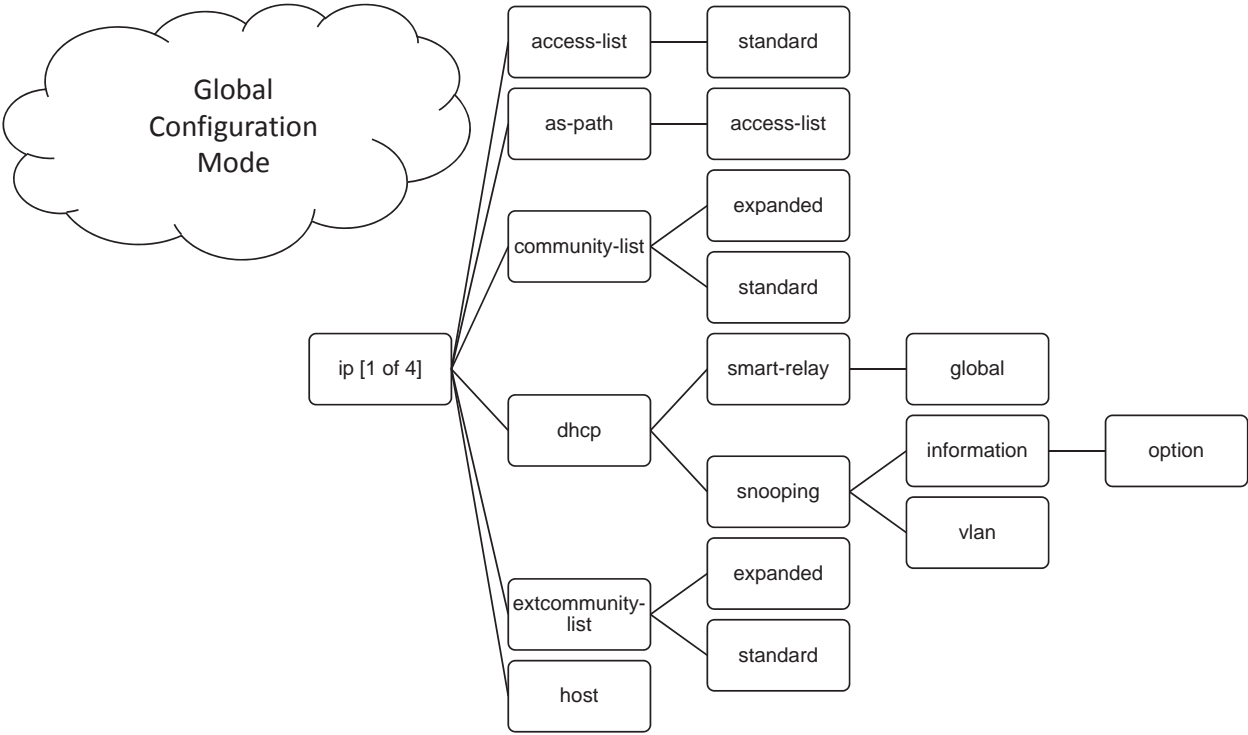 Global
Configuration
Mode
ip [1 of 4]
access-list
standard
as-path
access-list
community-list
expanded
standard
dhcp
smart-relay
global
snooping
information
option
vlan
extcommunity-
list
expanded
standard
host